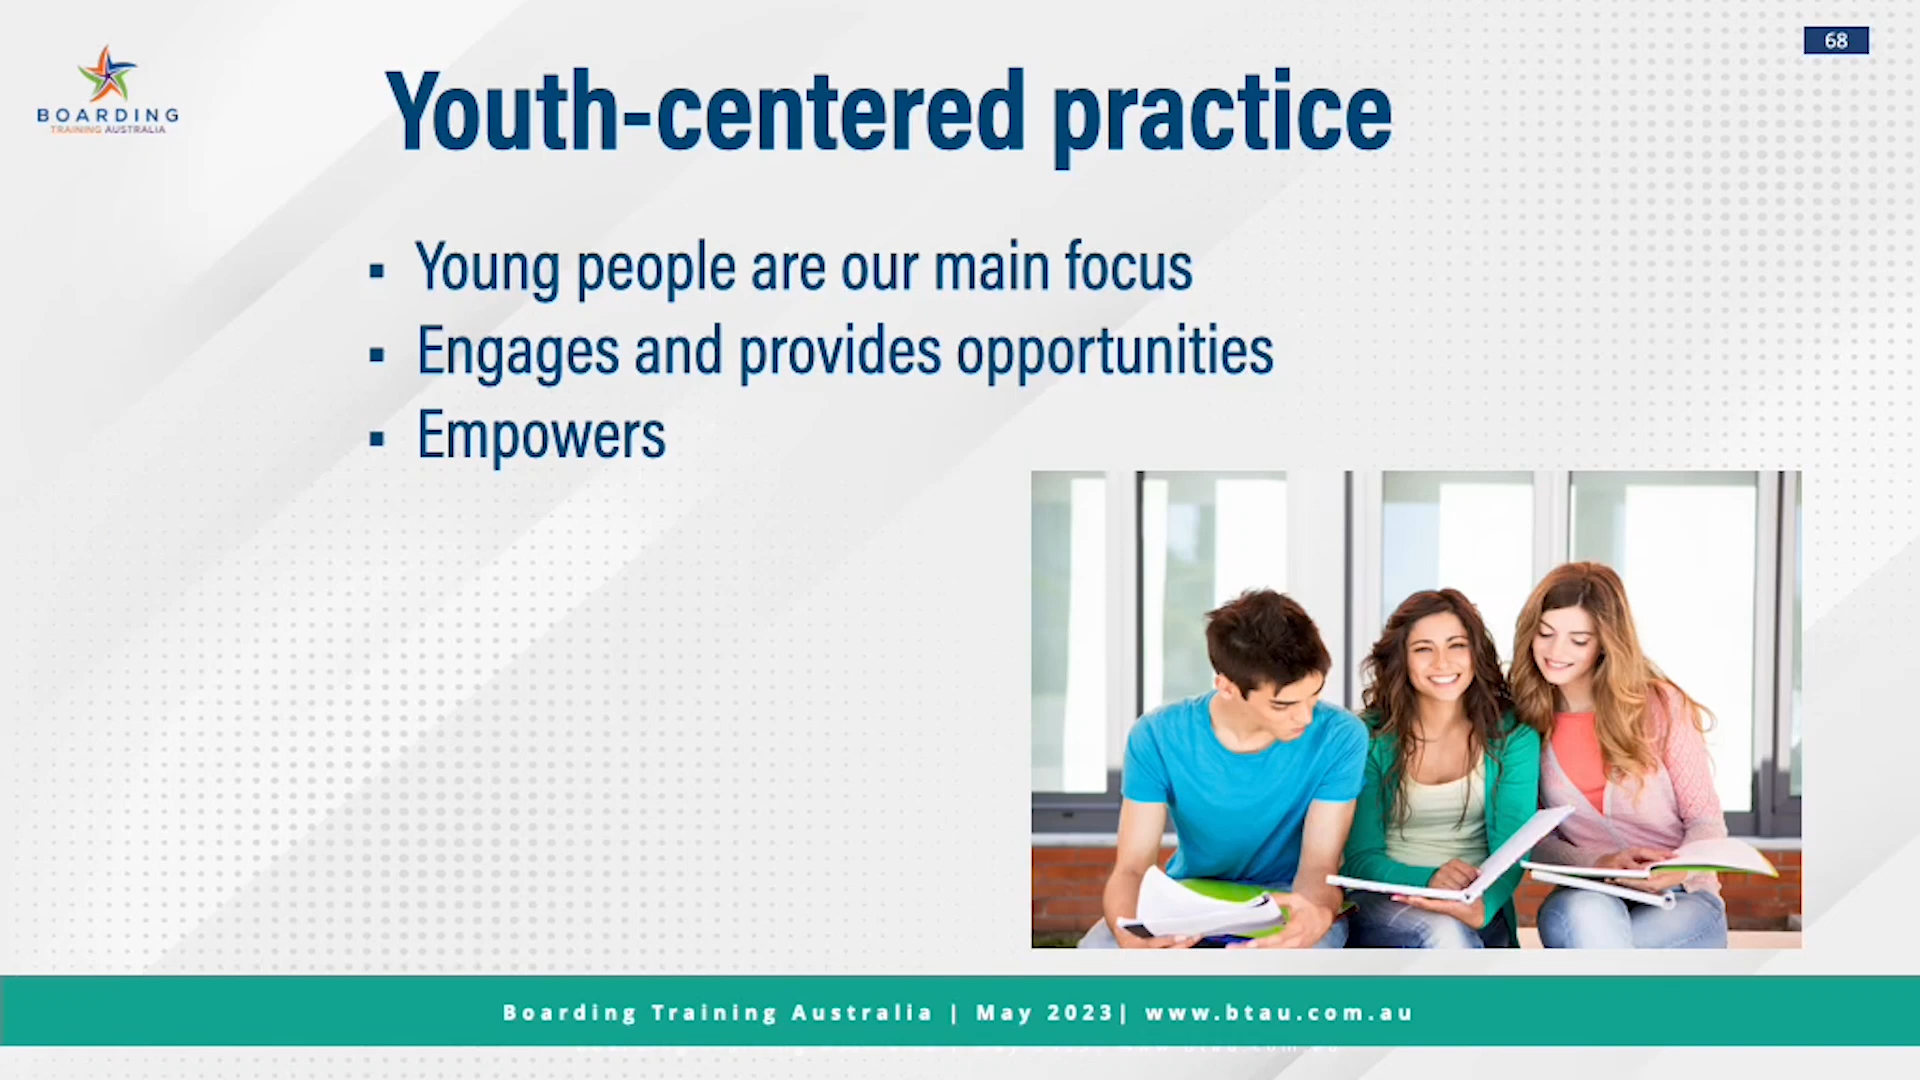 BOARDING
TRAINING AUSTRALIA
68
Youth-centered practice
▪ Young people are our main focus
▪ Engages and provides opportunities
▪ Empowers
Boarding Training Australia | May 2023| www.btau.com.au